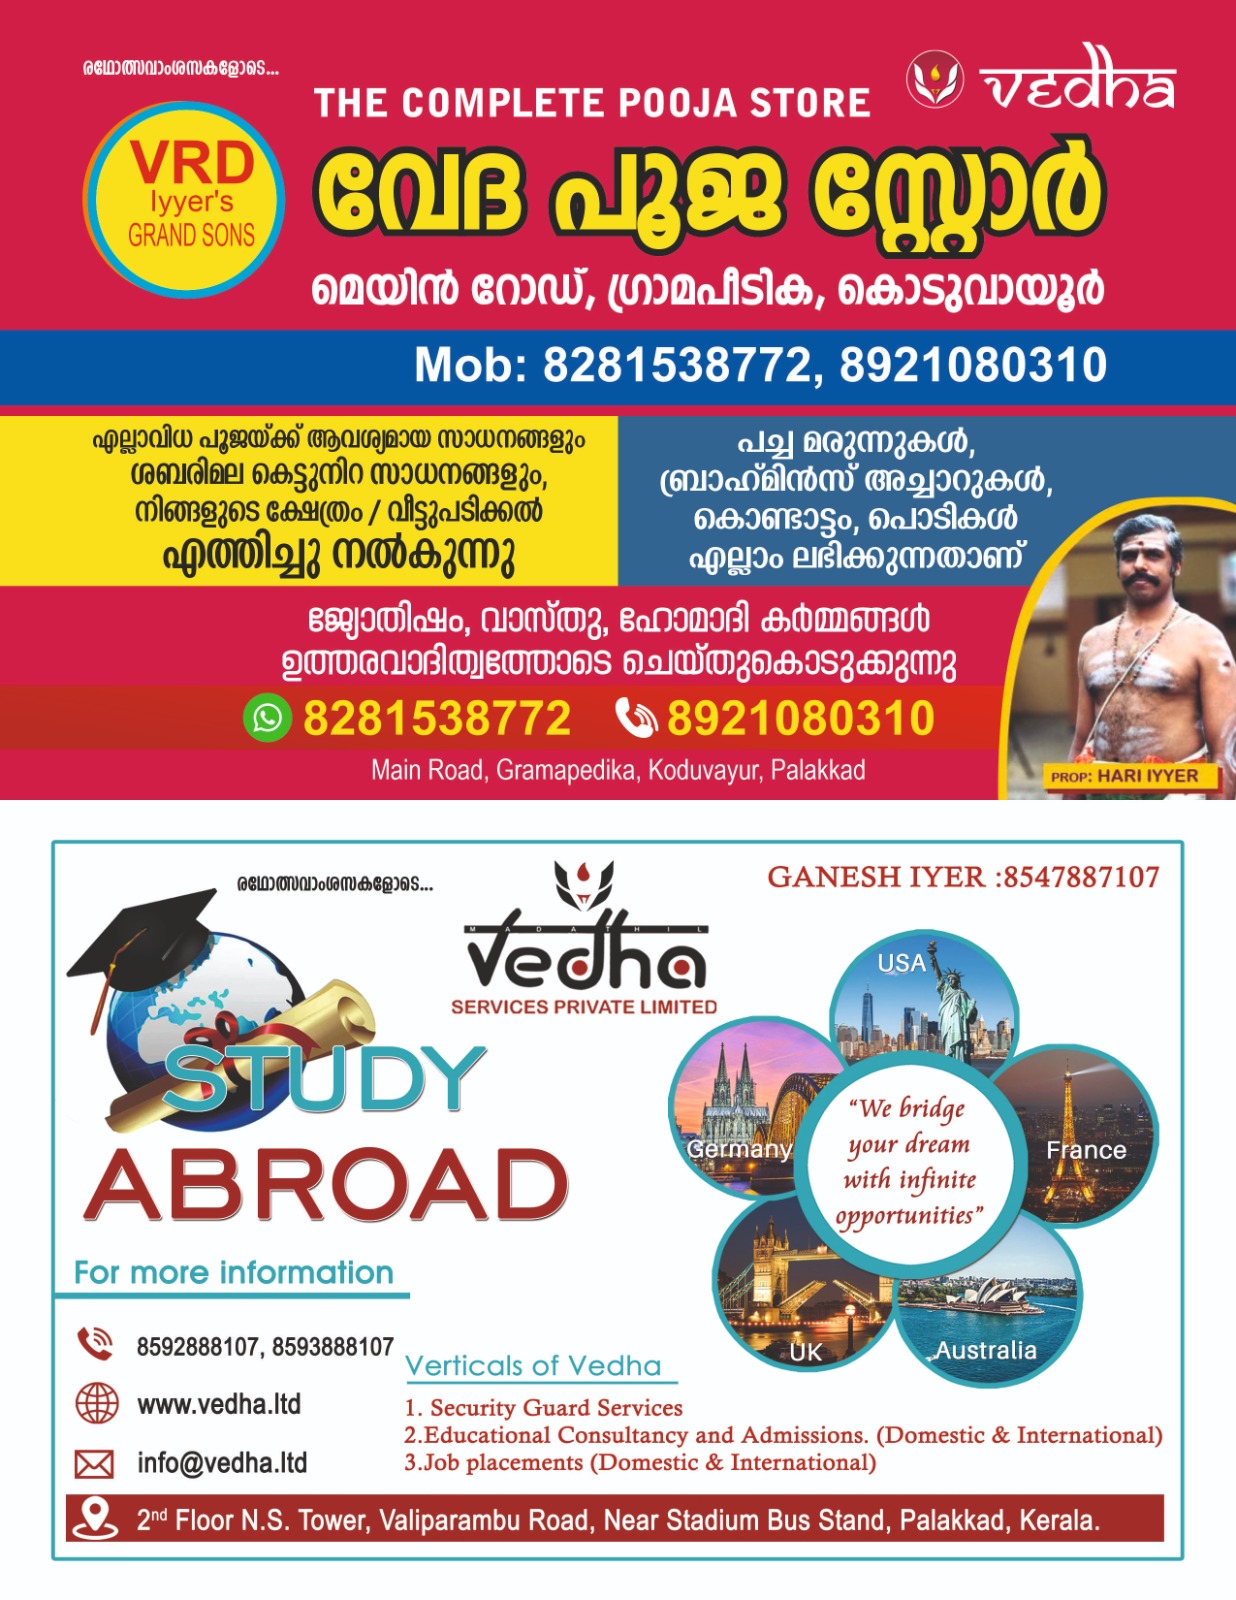 രഥോത്സവാംശസകളോടെ...
vedha
THE COMPLETE POOJA STORE
VRD
Iyyer's
GRAND SONS
വേദ പൂജ സ്റ്റോർ
മെയിൻ റോഡ്, ഗ്രാമപീടിക, കൊടുവായൂർ
Mob: 8281538772, 8921080310
എല്ലാവിധ പൂജയ്ക്ക് ആവശ്യമായ സാധനങ്ങളും
ശബരിമല കെട്ടുനിറ സാധനങ്ങളും,
നിങ്ങളുടെ ക്ഷേത്രം / വീട്ടുപടിക്കൽ
എത്തിച്ചു നൽകുന്നു
പച്ച മരുന്നുകൾ,
ബ്രാഹ്മിൻസ് അച്ചാറുകൾ,
കൊണ്ടാട്ടം, പൊടികൾ
എല്ലാം ലഭിക്കുന്നതാണ്
ജ്യോതിഷം, വാസ്തു, ഹോമാദി കർമ്മങ്ങൾ
ഉത്തരവാദിത്വത്തോടെ ചെയ്തുകൊടുക്കുന്നു
8281538772 8921080310
Main Road, Gramapedika, Koduvayur, Palakkad
PROP: HARI IYYER
രഥോത്സവാംശസകളോടെ...
GANESH IYER :8547887107
MADATHIL
vedha
SERVICES PRIVATE LIMITED
STUDY
ABROAD
USA
Germany
France
UK
Australia
“We bridge
your dream
with infinite
opportunities”
For more information
8592888107, 8593888107
www.vedha.ltd
info@vedha.ltd
Verticals of Vedha
1. Security Guard Services
2.Educational Consultancy and Admissions. (Domestic & International)
3.Job placements (Domestic & International)
2nd Floor N.S. Tower, Valiparambu Road, Near Stadium Bus Stand, Palakkad, Kerala.